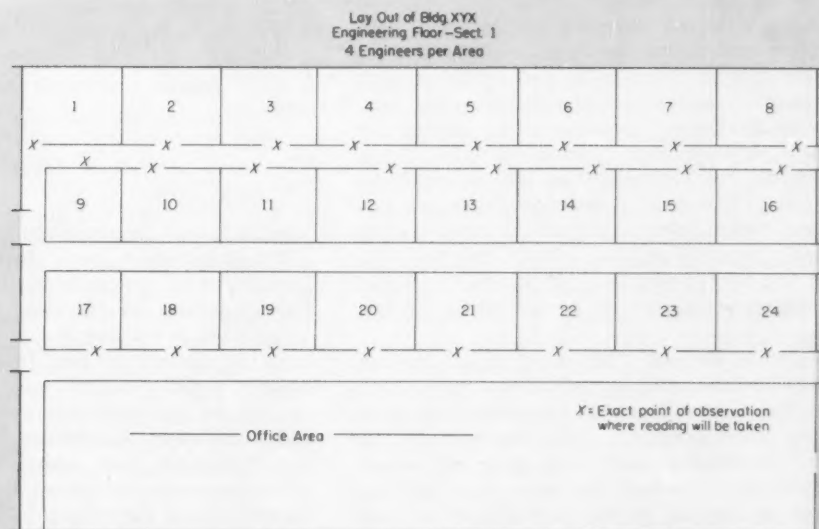 Lay Out of Bldg. XYX
Engineering Floor-Sect. 1
4 Engineers per Area
1 2 3 4 5 6 7 8
X X X X X X X X
X X X X X X X X
9 10 11 12 13 14 15 16
17 18 19 20 21 22 23 24
X X X X X X X X
X = Exact point of observation
where reading will be taken
Office Area